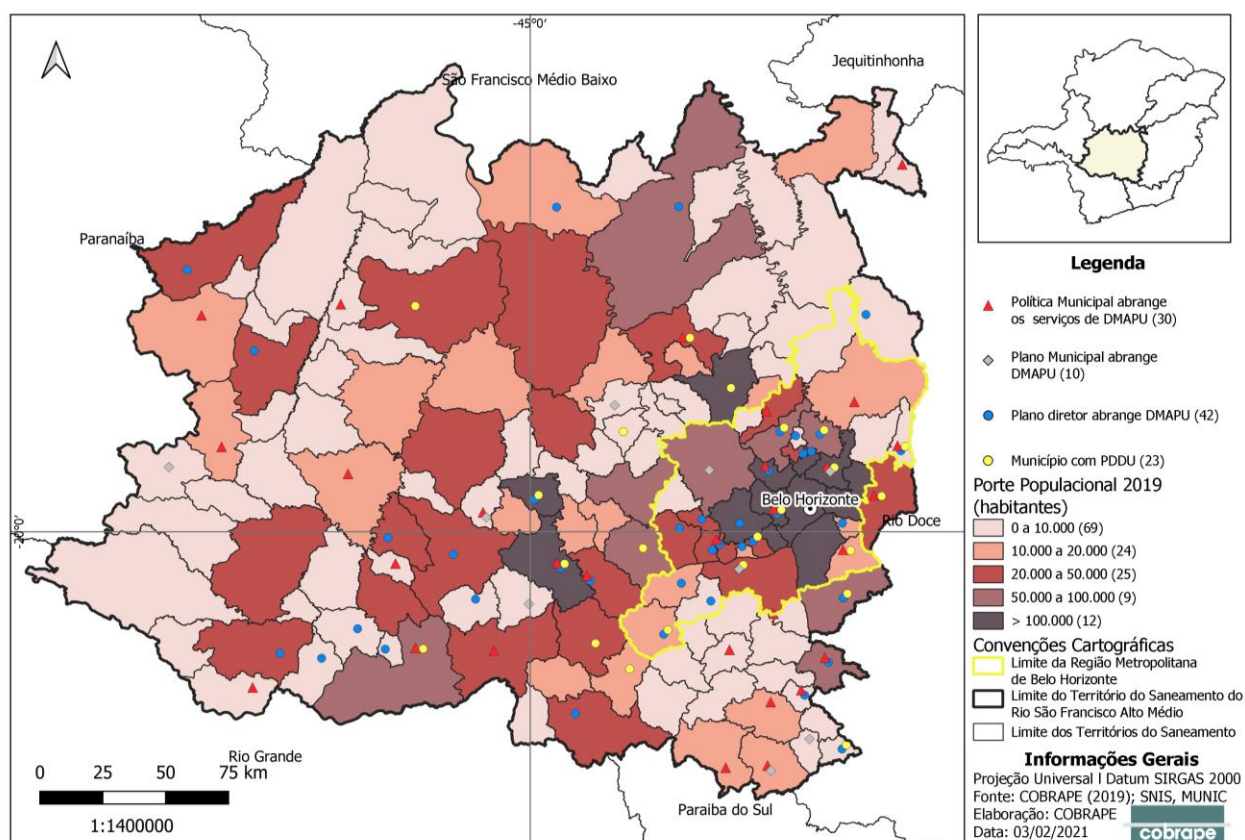 -45°0'
Jequitinhonha
São Francisco Médio Baixo
Paranaíba
Belo Horizonte
-20°0'
Rio Doce
Rio Grande
Paraiba do Sul
0 25 50 75 km
1:1400000
Legenda
Política Municipal abrange
os serviços de DMAPU (30)
Plano Municipal abrange
DMAPU (10)
Plano diretor abrange DMAPU (42)
Município com PDDU (23)
Porte Populacional 2019
(habitantes)
0 a 10.000 (69)
10.000 a 20.000 (24)
20.000 a 50.000 (25)
50.000 a 100.000 (9)
> 100.000 (12)
Convenções Cartográficas
Limite da Região Metropolitana
de Belo Horizonte
Limite do Território do Saneamento do
Rio São Francisco Alto Médio
Limite dos Territórios do Saneamento
Informações Gerais
Projeção Universal l Datum SIRGAS 2000
Fonte: COBRAPE (2019); SNIS, MUNIC
Elaboração: COBRAPE
Data: 03/02/2021
cobrape